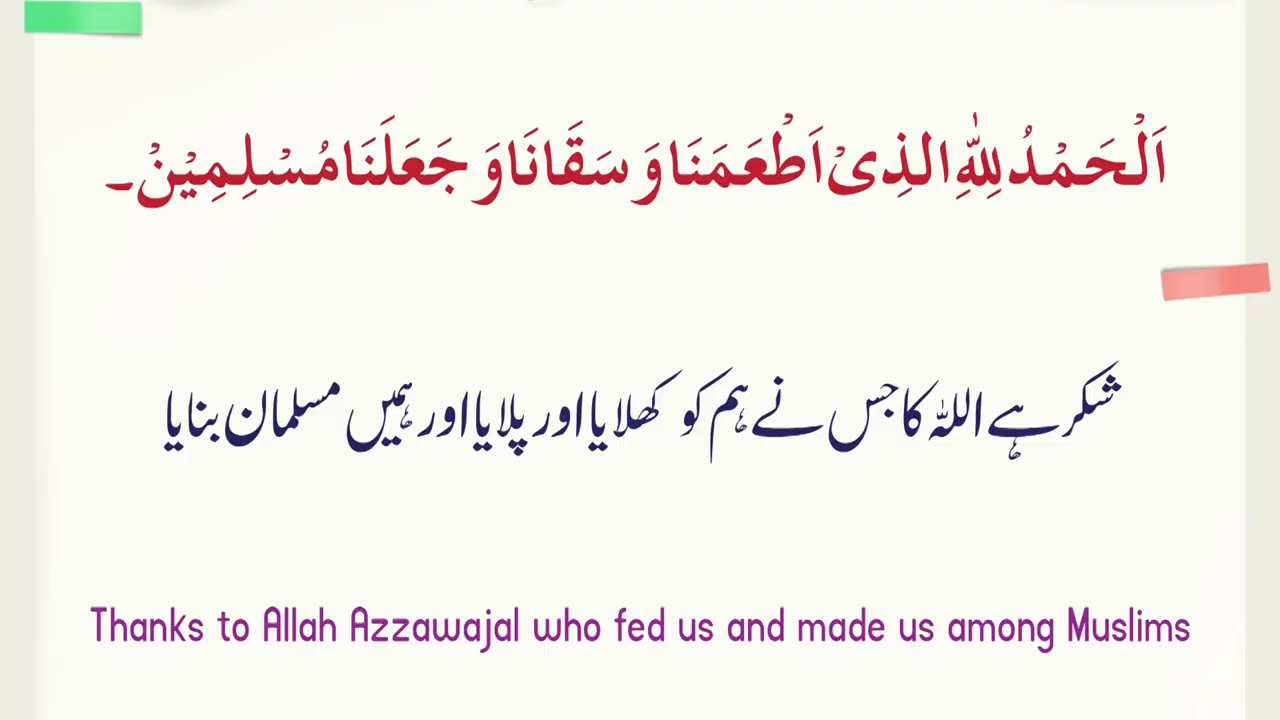 اَلْحَمْدُ لِلّٰهِ الَّذِیْ اَطْعَمَنَا وَ سَقَانَا وَ جَعَلَنَا مُسْلِمِیْنْ۔
شکر ہے اللہ کا جس نے ہم کو کھلایا اور پلایا اور ہمیں مسلمان بنایا
Thanks to Allah Azzawajal who fed us and made us among Muslims